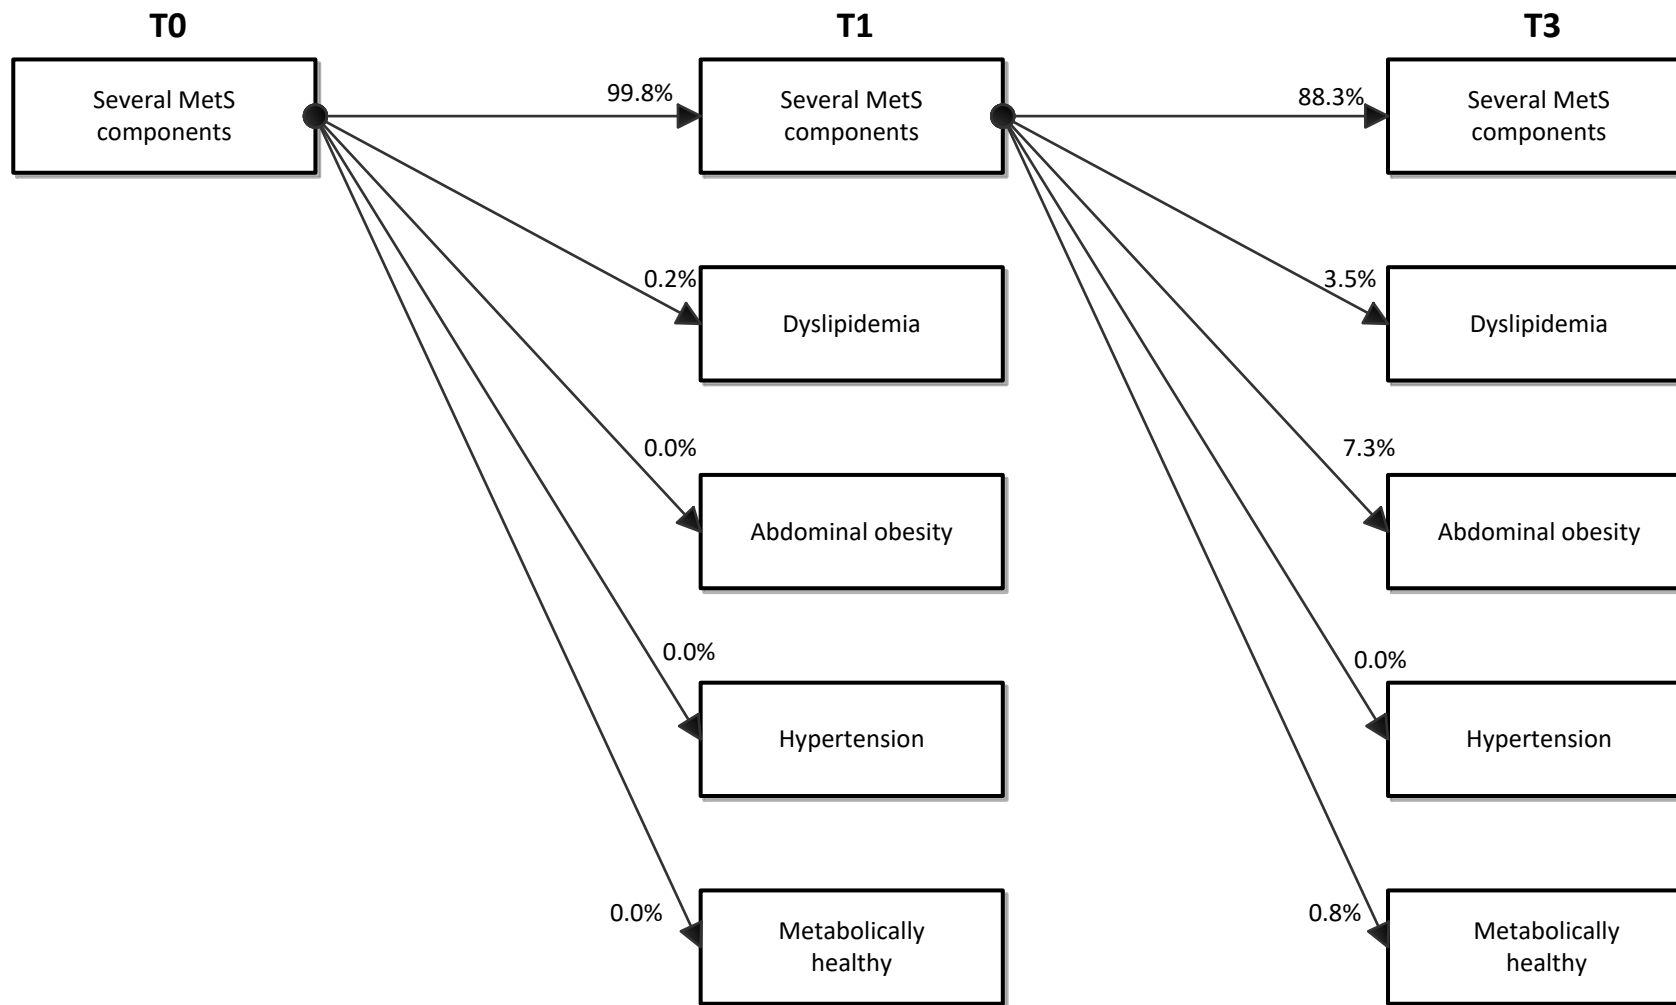 T0
T1
T3
Several MetS
components
99.8%
Several MetS
components
88.3%
Several MetS
components
0.2%
Dyslipidemia
3.5%
Dyslipidemia
0.0%
Abdominal obesity
7.3%
Abdominal obesity
0.0%
Hypertension
0.0%
Hypertension
0.0%
Metabolically
healthy
0.8%
Metabolically
healthy